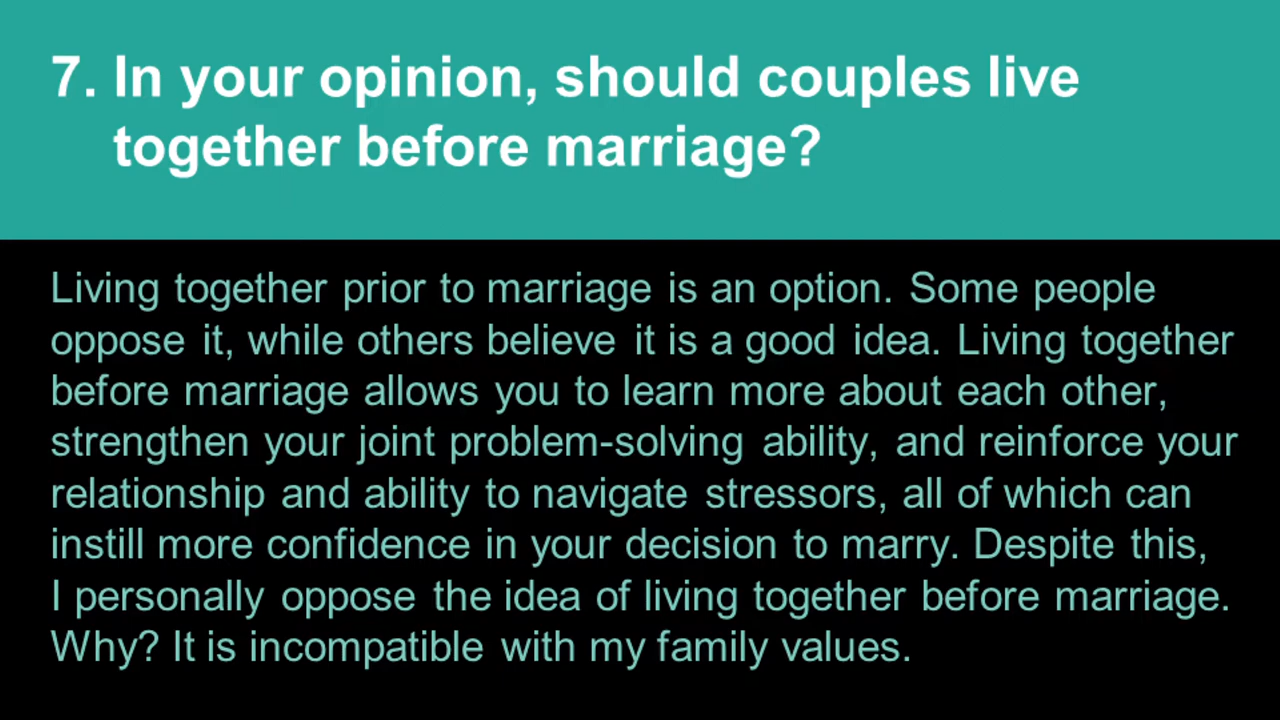 7. In your opinion, should couples live
together before marriage?
Living together prior to marriage is an option. Some people
oppose it, while others believe it is a good idea. Living together
before marriage allows you to learn more about each other,
strengthen your joint problem-solving ability, and reinforce your
relationship and ability to navigate stressors, all of which can
instill more confidence in your decision to marry. Despite this,
I personally oppose the idea of living together before marriage.
Why? It is incompatible with my family values.